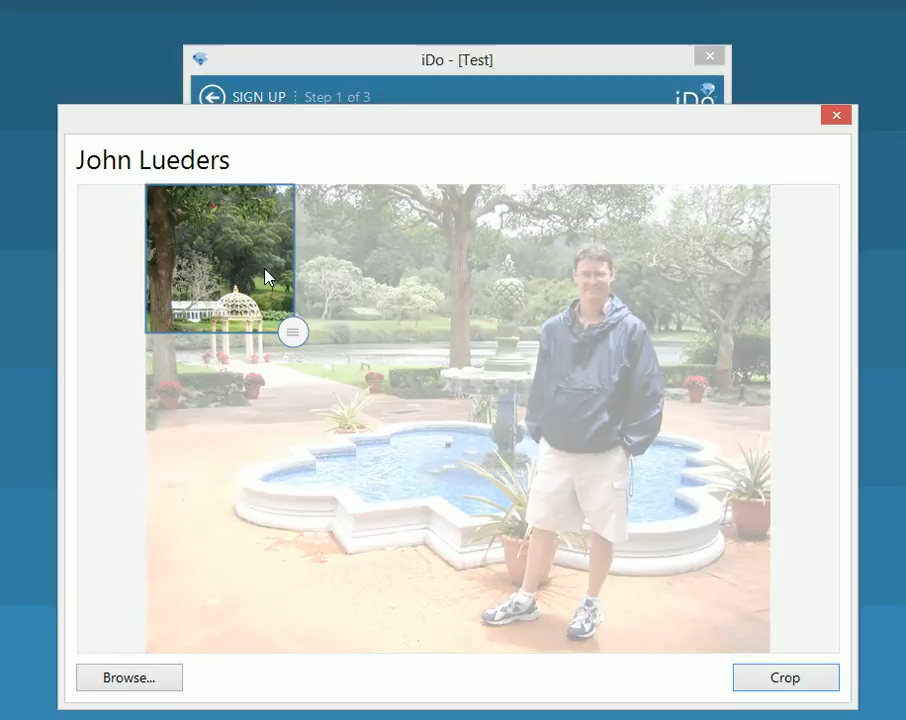 iDo - [Test]
SIGN UP
Step 1 of 3
iDo
John Lueders
Browse...
Crop